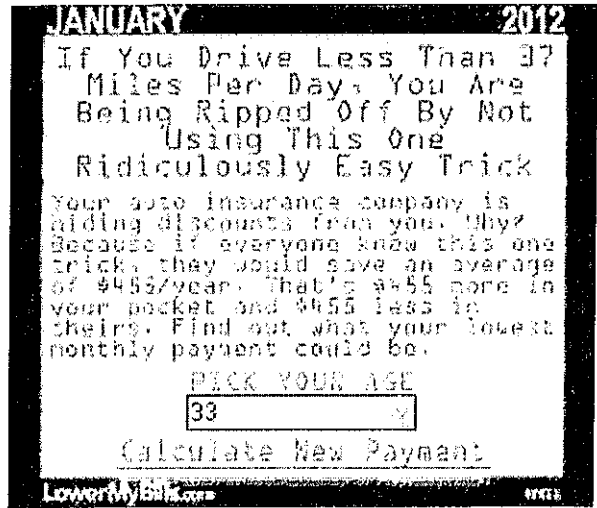 JANUARY 2012
If You Drive Less Than 37
Miles Per Day, You Are
Being Ripped Off By Not
Using This One
Ridiculously Easy Trick
Your auto insurance company is
hiding discounts from you. Why?
Because if everyone knew this one
trick, they would save an average
of $455/year. That's $455 more in
your pocket and $455 less in
theirs. Find out what your lowest
monthly payment could be.
PICK YOUR AGE
33
Calculate New Payment
LowerMyBills.com